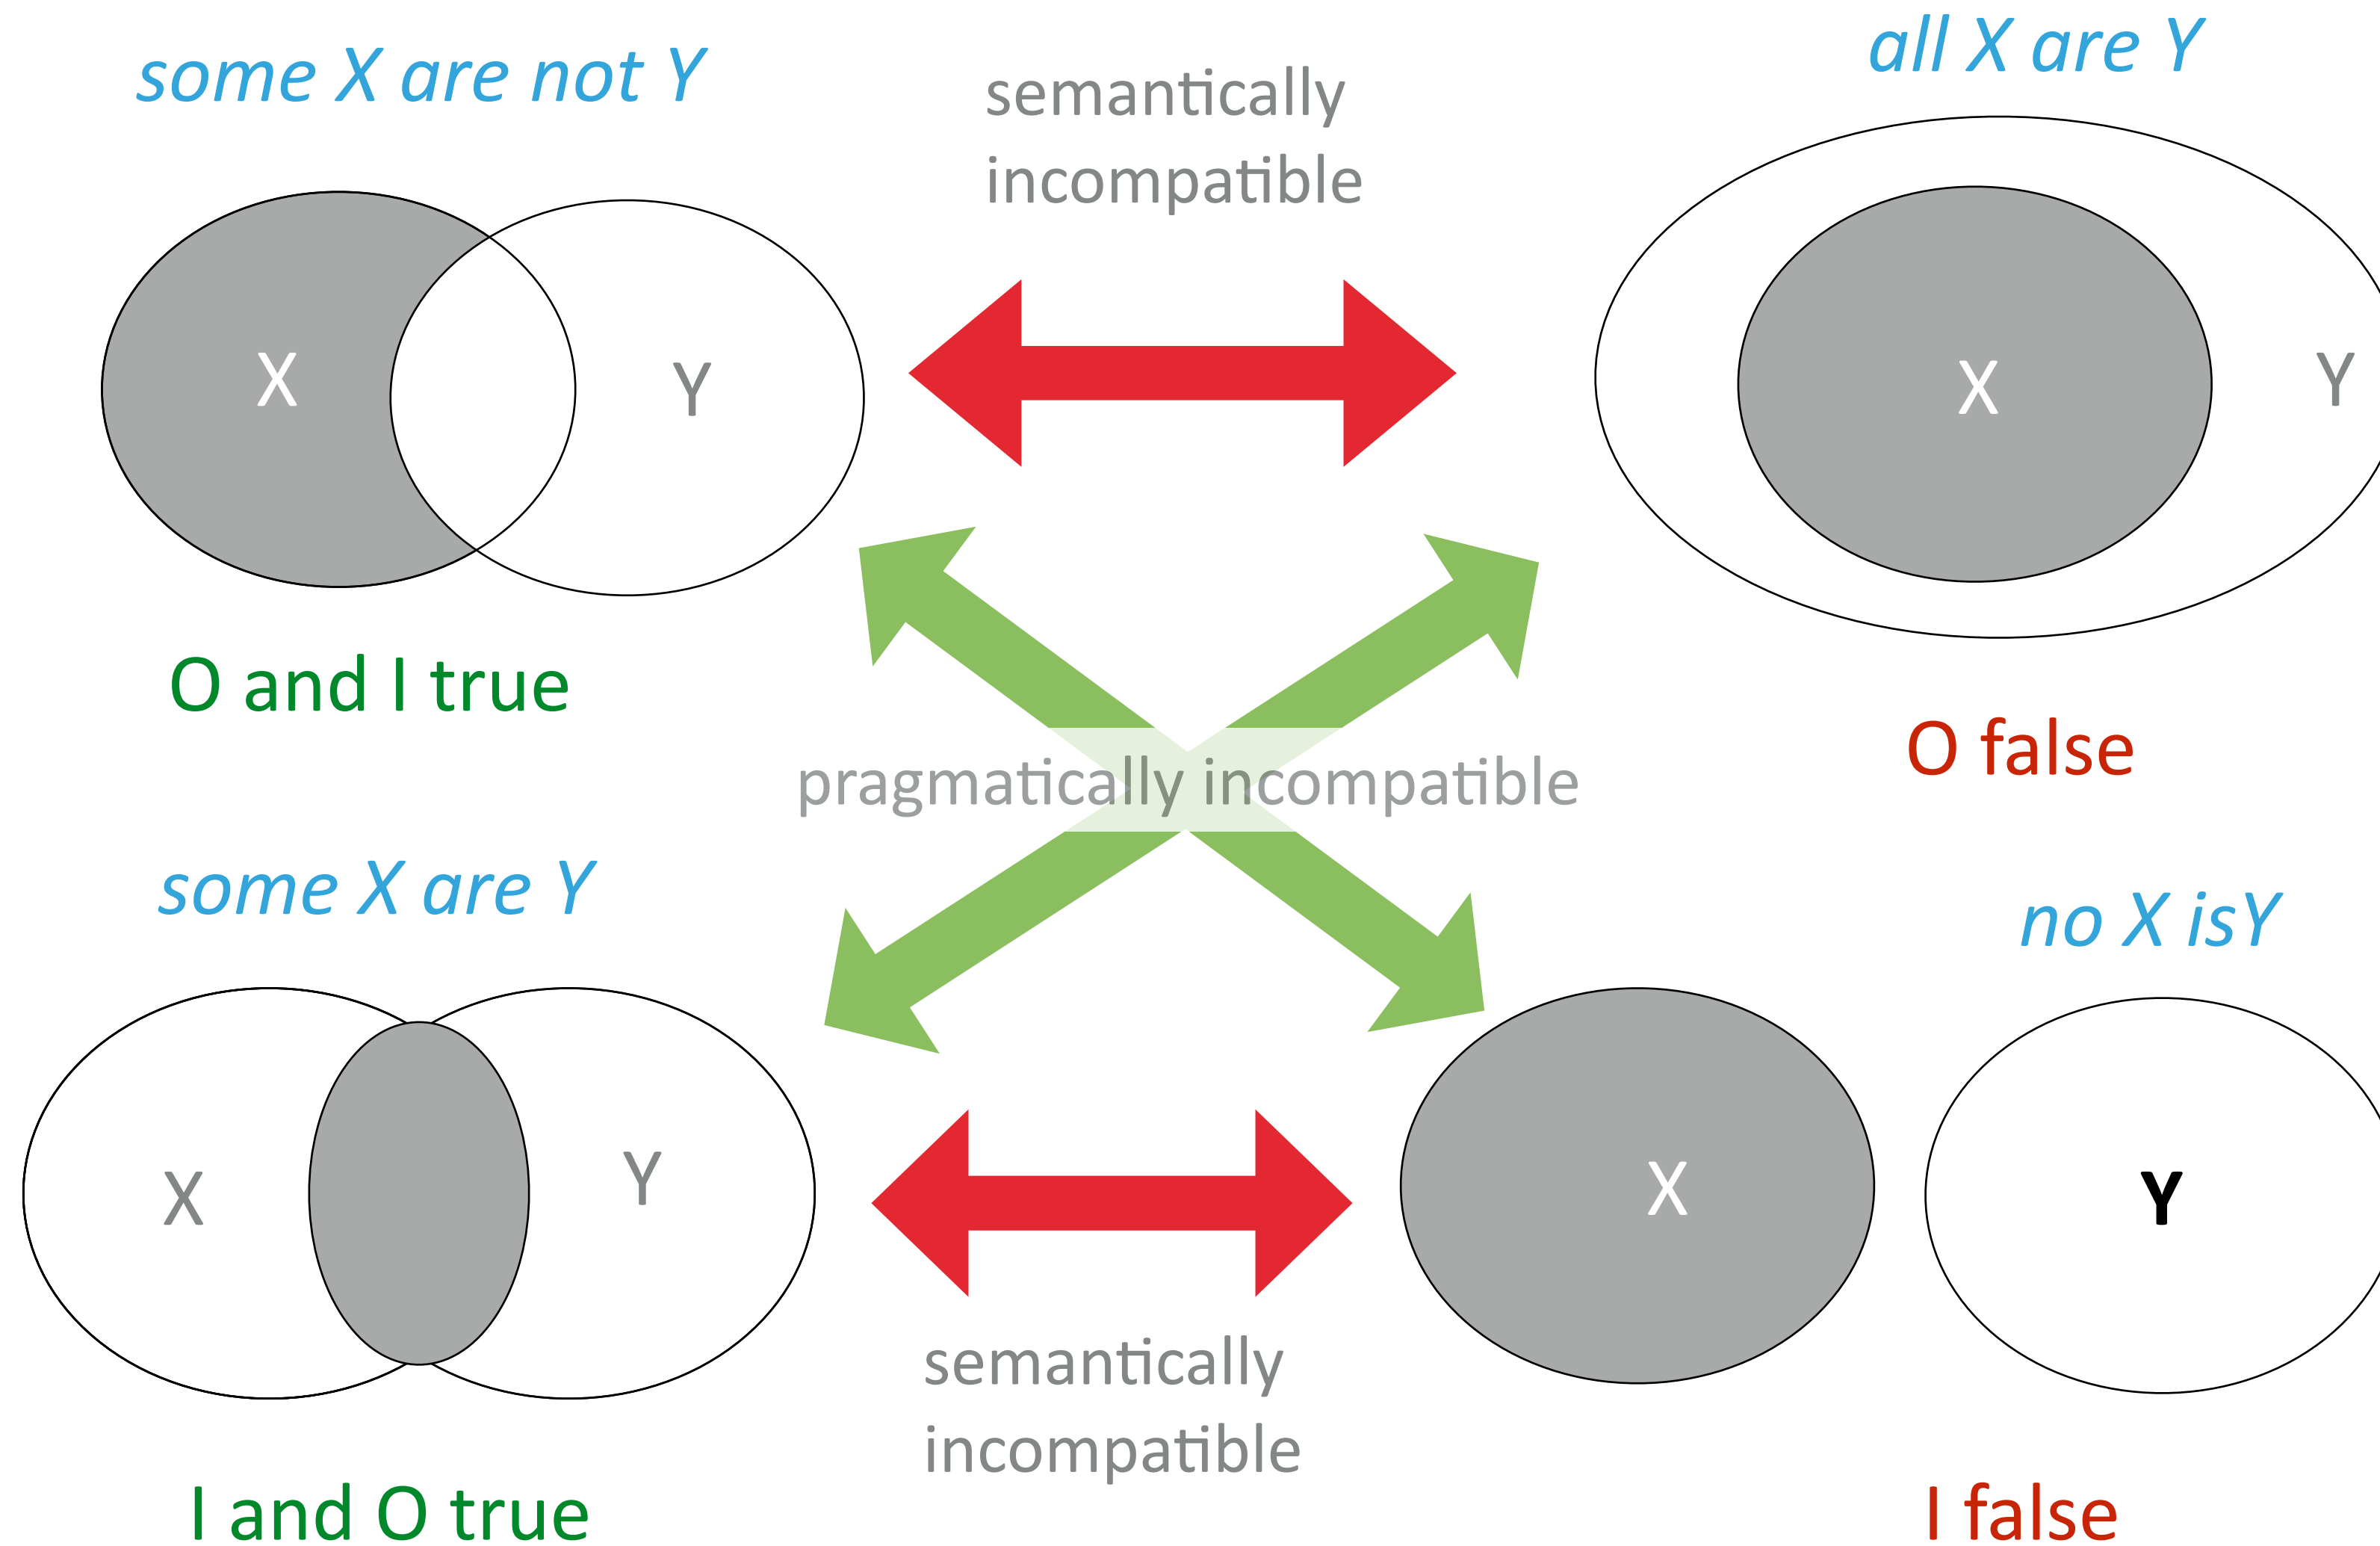 some X are not Y
semantically
incompatible
all X are Y
X
Y
X
Y
O and I true
O false
pragmatically incompatible
some X are Y
no X isY
X
Y
X
Y
semantically
incompatible
I and O true
I false